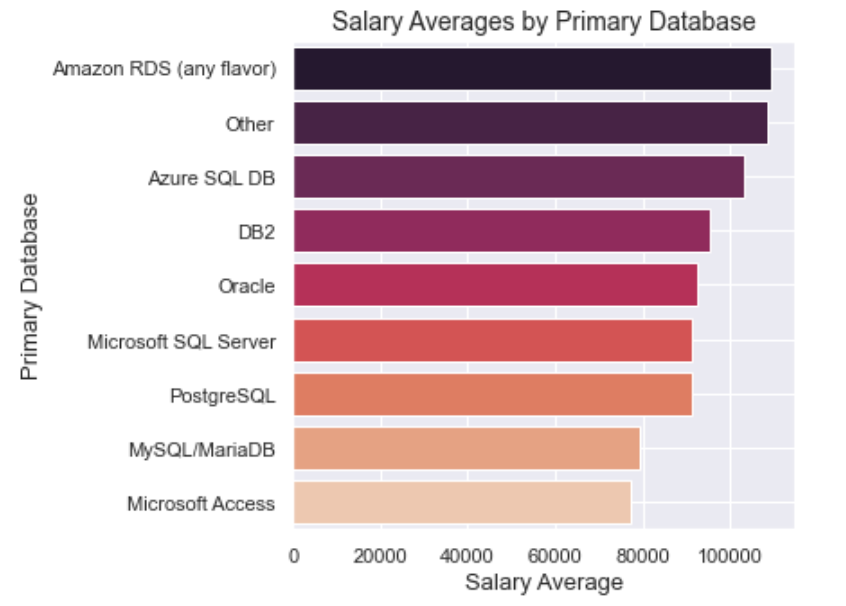 Salary Averages by Primary Database
Primary Database
Amazon RDS (any flavor)
Other
Azure SQL DB
DB2
Oracle
Microsoft SQL Server
PostgreSQL
MySQL/MariaDB
Microsoft Access
0 20000 40000 60000 80000 100000
Salary Average